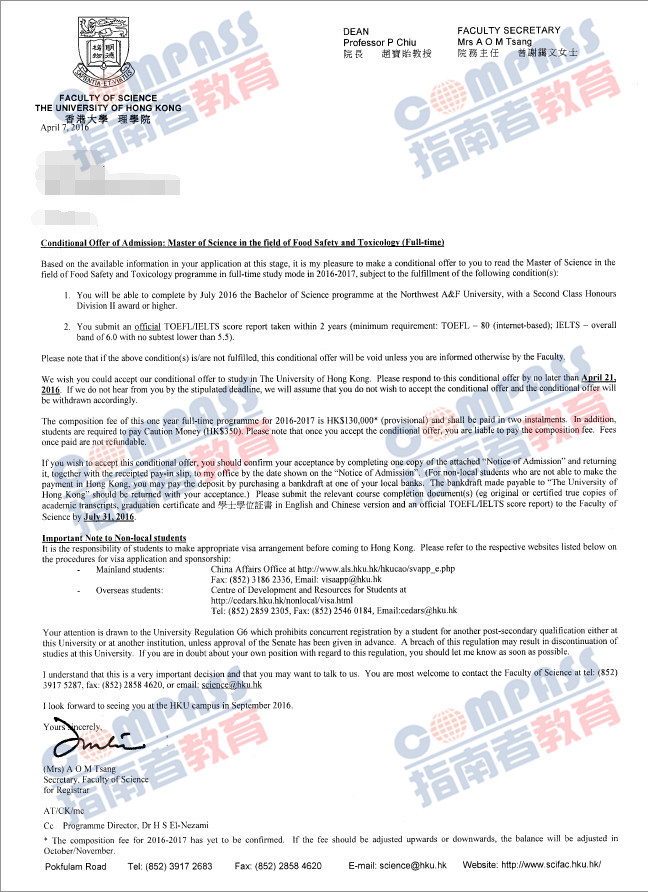 DEAN
Professor P Chiu
院長 趙寶貽教授
FACULTY SECRETARY
Mrs A O M Tsang
院務主任 曾謝藹文女士
SAPIENTIA ET VIRTUS
FACULTY OF SCIENCE
THE UNIVERSITY OF HONG KONG
香港大學 理學院
April 7, 2016
COMPASS
指南者教育
COMPASS
指南者教育
Conditional Offer of Admission: Master of Science in the field of Food Safety and Toxicology (Full-time)
Based on the available information in your application at this stage, it is my pleasure to make a conditional offer to you to read the Master of Science in the
field of Food Safety and Toxicology programme in full-time study mode in 2016-2017, subject to the fulfillment of the following condition(s):
1. You will be able to complete by July 2016 the Bachelor of Science programme at the Northwest A&F University, with a Second Class Honours
Division II award or higher.
2. You submit an official TOEFL/IELTS score report taken within 2 years (minimum requirement: TOEFL – 80 (internet-based); IELTS – overall
band of 6.0 with no subtest lower than 5.5).
Please note that if the above condition(s) is/are not fulfilled, this conditional offer will be void unless you are informed otherwise by the Faculty.
We wish you could accept our conditional offer to study in The University of Hong Kong. Please respond to this conditional offer by no later than April 21,
2016. If we do not hear from you by the stipulated deadline, we will assume that you do not wish to accept the conditional offer and the conditional offer will
be withdrawn accordingly.
COMPASS
指南者教育
COMPASS
指南者教育
The composition fee of this one year full-time programme for 2016-2017 is HK$130,000* (provisional) and shall be paid in two instalments. In addition,
students are required to pay Caution Money (HK$350). Please note that once you accept the conditional offer, you are liable to pay the composition fee. Fees
once paid are not refundable.
If you wish to accept this conditional offer, you should confirm your acceptance by completing one copy of the attached "Notice of Admission" and returning
it, together with the receipted pay-in slip, to my office by the date shown on the "Notice of Admission". (For non-local students who are not able to make the
payment in Hong Kong, you may pay the deposit by purchasing a bankdraft at one of your local banks. The bankdraft made payable to "The University of
Hong Kong" should be returned with your acceptance.) Please submit the relevant course completion document(s) (eg original or certified true copies of
academic transcripts, graduation certificate and 學士學位証書 in English and Chinese version and an official TOEFL/IELTS score report) to the Faculty of
Science by July 31, 2016.
Important Note to Non-local students
It is the responsibility of students to make appropriate visa arrangement before coming to Hong Kong. Please refer to the respective websites listed below on
the procedures for visa application and sponsorship:
- Mainland students: China Affairs Office at http://www.als.hku.hk/hkucao/svapp_e.php
Fax: (852) 3186 2336, Email: visaapp@hku.hk
- Overseas students: Centre of Development and Resources for Students at
http://cedars.hku.hk/nonlocal/visa.html
Tel: (852) 2859 2305, Fax: (852) 2546 0184, Email:cedars@hku.hk
Your attention is drawn to the University Regulation G6 which prohibits concurrent registration by a student for another post-secondary qualification either at
this University or at another institution, unless approval of the Senate has been given in advance. A breach of this regulation may result in discontinuation of
studies at this University. If you are in doubt about your own position with regard to this regulation, you should let me know as soon as possible.
I understand that this is a very important decision and that you may want to talk to us. You are most welcome to contact the Faculty of Science at tel: (852)
3917 5287, fax: (852) 2858 4620, or email: science@hku.hk
I look forward to seeing you at the HKU campus in September 2016.
Yours sincerely,
COMPASS
指南者教育
COMPASS
指南者教育
(Mrs) A O M Tsang
Secretary, Faculty of Science
for Registrar
AT/CK/mc
Cc Programme Director, Dr H S El-Nezami
* The composition fee for 2016-2017 has yet to be confirmed. If the fee should be adjusted upwards or downwards, the balance will be adjusted in
October/November.
Pokfulam Road Tel: (852) 3917 2683 Fax: (852) 2858 4620 E-mail: science@hku.hk Website: http://www.scifac.hku.hk/